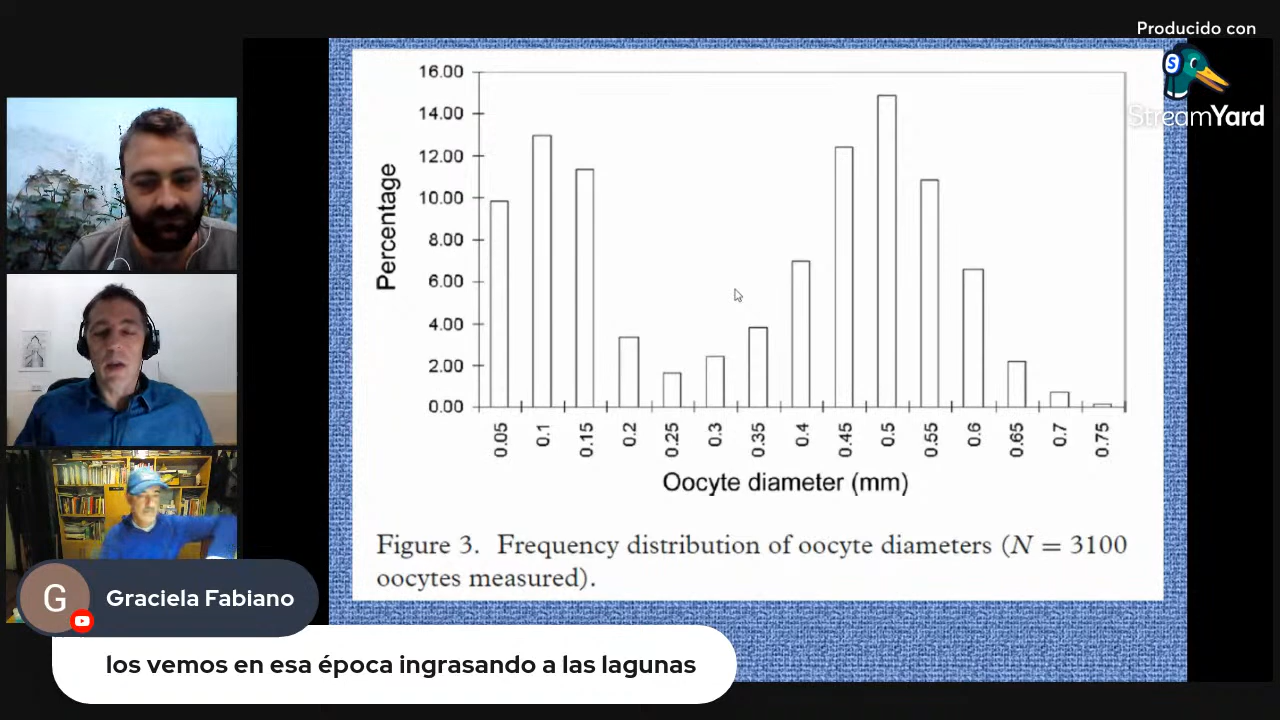 Producido con
StreamYard
16.00
14.00
12.00
10.00
8.00
6.00
4.00
2.00
0.00
Percentage
0.05
0.1
0.15
0.2
0.25
0.3
0.35
0.4
0.45
0.5
0.55
0.6
0.65
0.7
0.75
Oocyte diameter (mm)
Figure 3. Frequency distribution of oocyte diameters (N = 3100
oocytes measured).
G
Graciela Fabiano
los vemos en esa época ingrasando a las lagunas